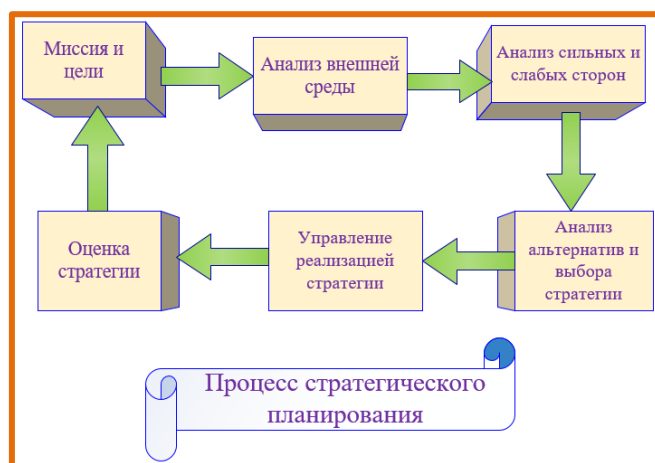 Миссия и
цели
Анализ внешней
среды
Анализ сильных и
слабых сторон
Анализ
альтернатив и
выбора
стратегии
Управление
реализацией
стратегии
Оценка
стратегии
Процесс стратегического
планирования